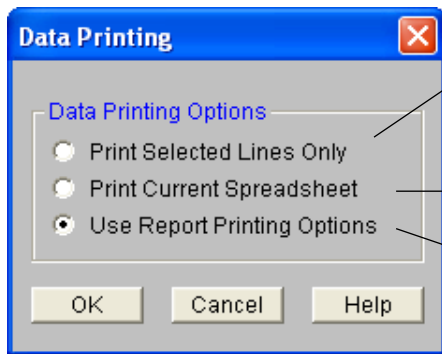 Data Printing
Data Printing Options
Print Selected Lines Only
Print Current Spreadsheet
Use Report Printing Options
OK Cancel Help